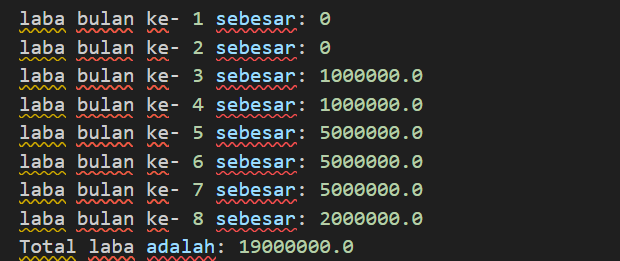 laba bulan ke- 1 sebesar: 0
laba bulan ke- 2 sebesar: 0
laba bulan ke- 3 sebesar: 1000000.0
laba bulan ke- 4 sebesar: 1000000.0
laba bulan ke- 5 sebesar: 5000000.0
laba bulan ke- 6 sebesar: 5000000.0
laba bulan ke- 7 sebesar: 5000000.0
laba bulan ke- 8 sebesar: 2000000.0
Total laba adalah: 19000000.0